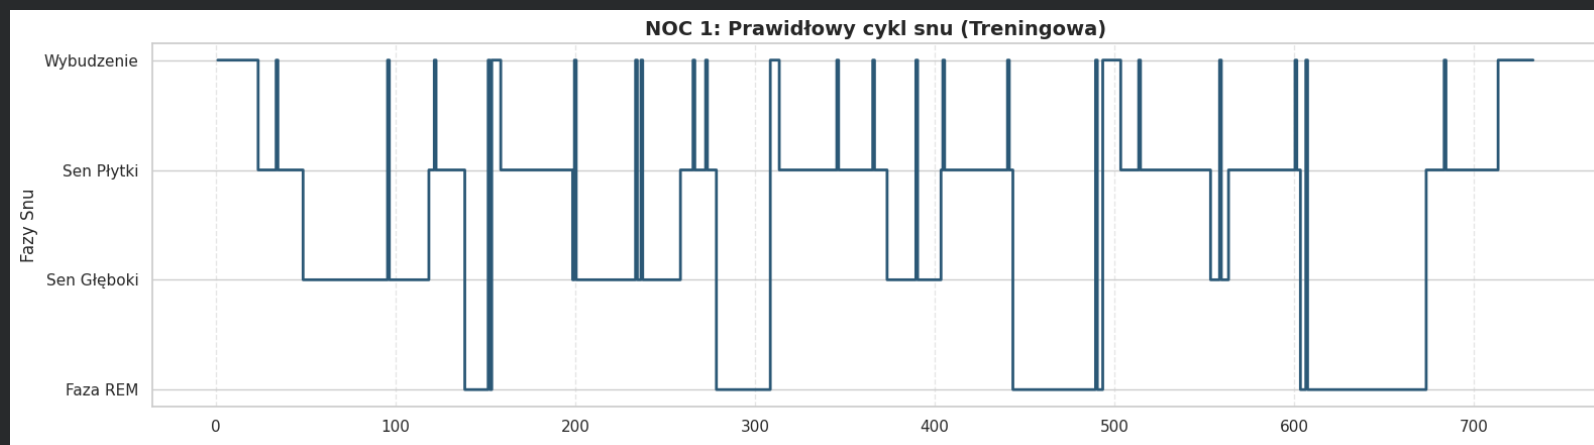 NOC 1: Prawidłowy cykl snu (Treningowa)
Wybudzenie
Sen Płytki
Sen Głęboki
Faza REM
Fazy Snu
0 100 200 300 400 500 600 700